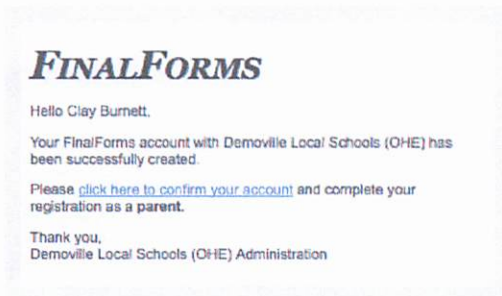 FINALFORMS
Hello Clay Burnett,
Your FinalForms account with Demoville Local Schools (OHE) has
been successfully created.
Please click here to confirm your account and complete your
registration as a parent.
Thank you,
Demoville Local Schools (OHE) Administration